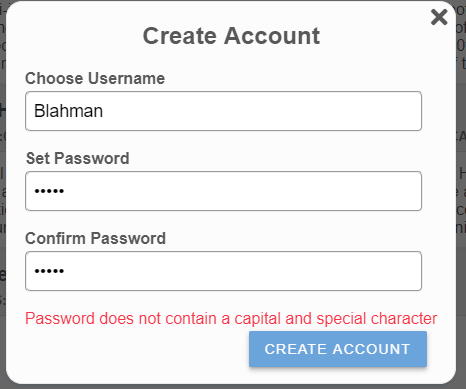 Create Account
Choose Username
Blahman
Set Password
•••••
Confirm Password
•••••
Password does not contain a capital and special character
CREATE ACCOUNT